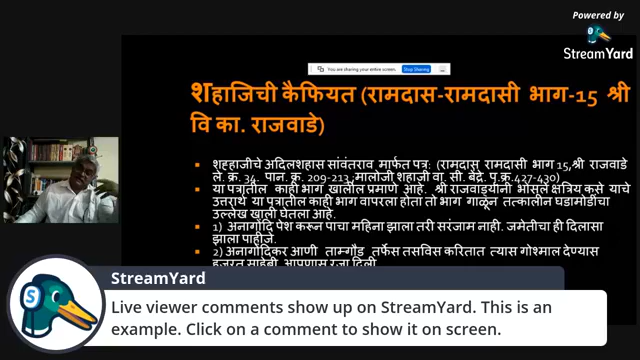 Powered by
StreamYard
You are sharing your entire screen.
Stop Sharing
शहाजिची कैफियत (रामदास-रामदासी भाग-15 श्री
वि का. राजवाडे)
शहाजीचे अदिलशहास सांवंतराव मार्फत पत्र: (रामदास रामदासी भाग 15,श्री राजवाडे
ले. क्र. 34. पान. क्र. 209-213,मालोजी शहाजी वा. सी. बेंद्रे. पृ.क्र.427-430)
या पत्रातील काही भाग खालील प्रमाणे आहे. श्री राजवाड्यांनी भोसले क्षत्रिय कसे याचे
उत्तरार्थ या पत्रातील काही भाग वापरला होता तो भाग गाळून तत्कालीन घडामोडींचा
उल्लेख खाली घेतला आहे.
1) अनागोंदि पेश करून पाचा महिना झाला तरी सरंजाम नाही. जमेतीचा ही दिलासा
झाला पाहीजे.
2) अनागोंदिकर आणी ताम्गौड तर्फेस तसविस करितात त्यास गोश्माल देण्यास
हजरत साहेबी आपणास रजा दिली
StreamYard
Live viewer comments show up on StreamYard. This is an
example. Click on a comment to show it on screen.